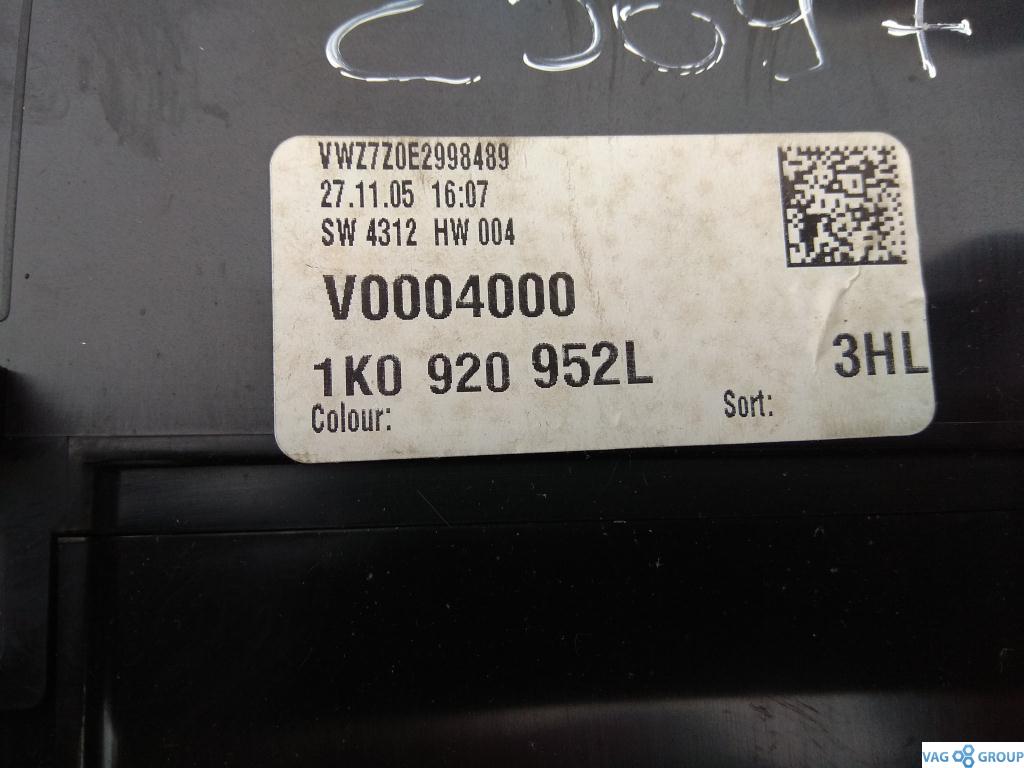 VWZ7Z0E2998489
27.11.05 16:07
SW 4312 HW 004
V0004000
1K0 920 952L 3HL
Colour: Sort:
VAG GROUP